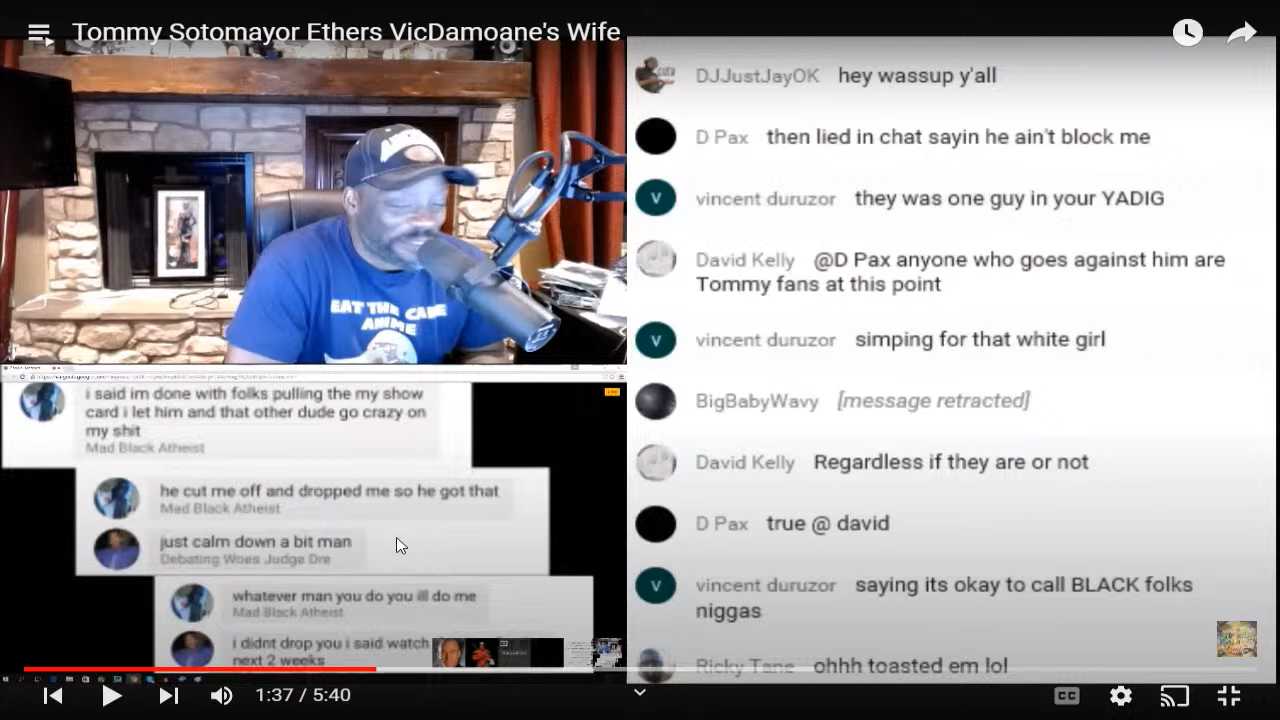 Tommy Sotomayor Ethers VicDamoane's Wife
EAT THE CAKE
ANIME
i said im done with folks pulling the my show
card i let him and that other dude go crazy on
my shit
Mad Black Atheist
he cut me off and dropped me so he got that
Mad Black Atheist
just calm down a bit man
Debating Woes Judge Dre
whatever man you do you ill do me
Mad Black Atheist
i didnt drop you i said watch
next 2 weeks
DJJustJayOK hey wassup y'all
D Pax then lied in chat sayin he ain't block me
V vincent duruzor they was one guy in your YADIG
David Kelly @D Pax anyone who goes against him are
Tommy fans at this point
V vincent duruzor simping for that white girl
BigBabyWavy [message retracted]
David Kelly Regardless if they are or not
D Pax true @ david
V vincent duruzor saying its okay to call BLACK folks
niggas
Ricky Tane ohhh toasted em lol
1:37 / 5:40
CC